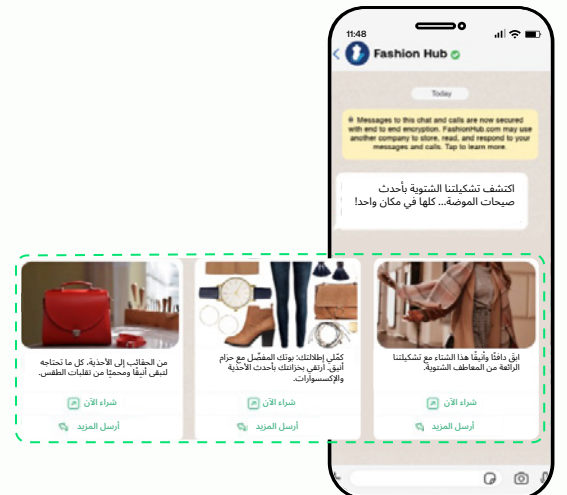 11:48
Fashion Hub
Today
Messages to this chat and calls are now secured
with end to end encryption. FashionHub.com may use
another company to store, read, and respond to your
messages and calls. Tap to learn more.
اكتشف تشكيلتنا الشتوية بأحدث
صيحات الموضة... كلها في مكان واحد!
ابقَ دافئًا وأنيقًا هذا الشتاء مع تشكيلتنا
الرائعة من المعاطف الشتوية.
شراء الآن
أرسل المزيد
كمّلي إطلالتك: بوتك المفضّل مع حزام
أنيق. ارتقي بخزانتك بأحدث الأحذية
والإكسسوارات.
شراء الآن
أرسل المزيد
من الحقائب إلى الأحذية، كل ما تحتاجه
لتبقى أنيقًا ومحميًا من تقلبات الطقس.
شراء الآن
أرسل المزيد